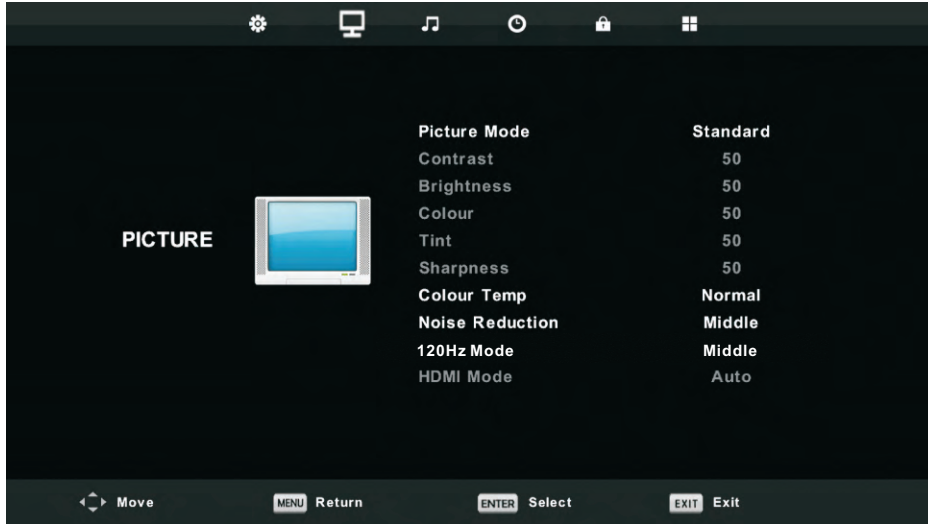 Picture Mode Standard
Contrast 50
Brightness 50
Colour 50
Tint 50
Sharpness 50
PICTURE
Colour Temp Normal
Noise Reduction Middle
120Hz Mode Middle
HDMI Mode Auto
Move MENU Return ENTER Select EXIT Exit